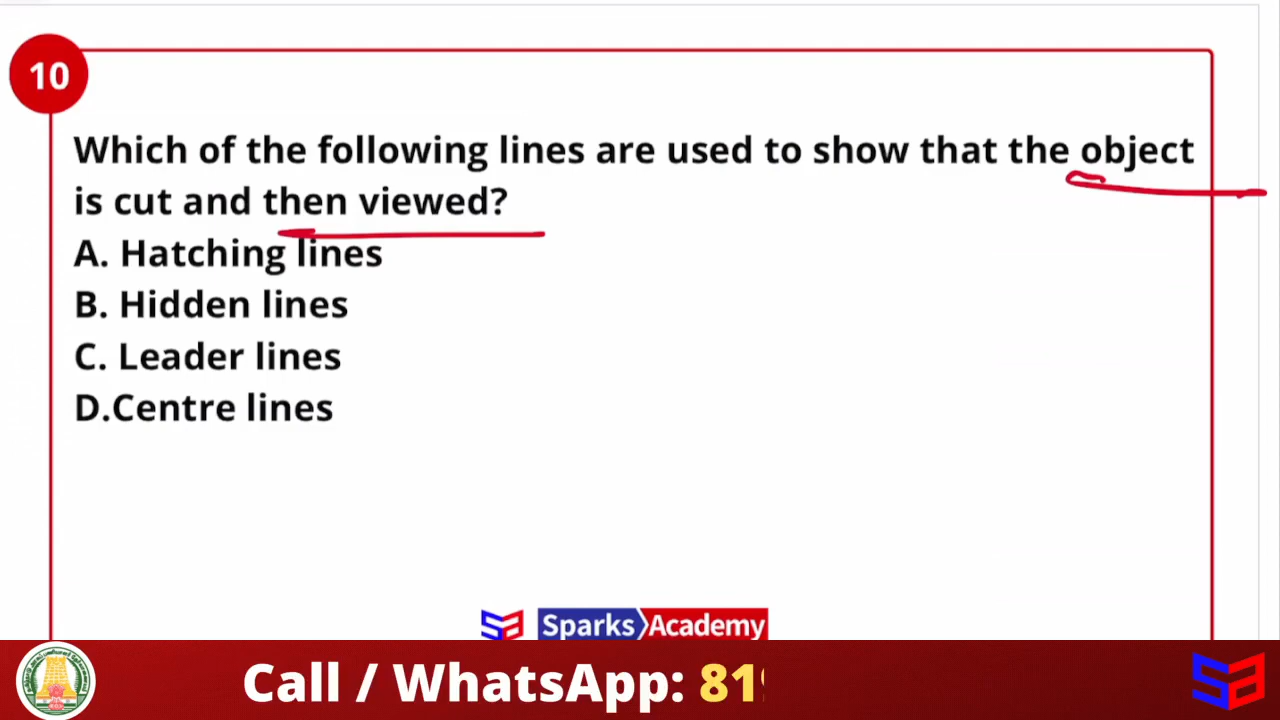 10
Which of the following lines are used to show that the object
is cut and then viewed?
A. Hatching lines
B. Hidden lines
C. Leader lines
D.Centre lines
Sparks Academy
Call / WhatsApp: 81